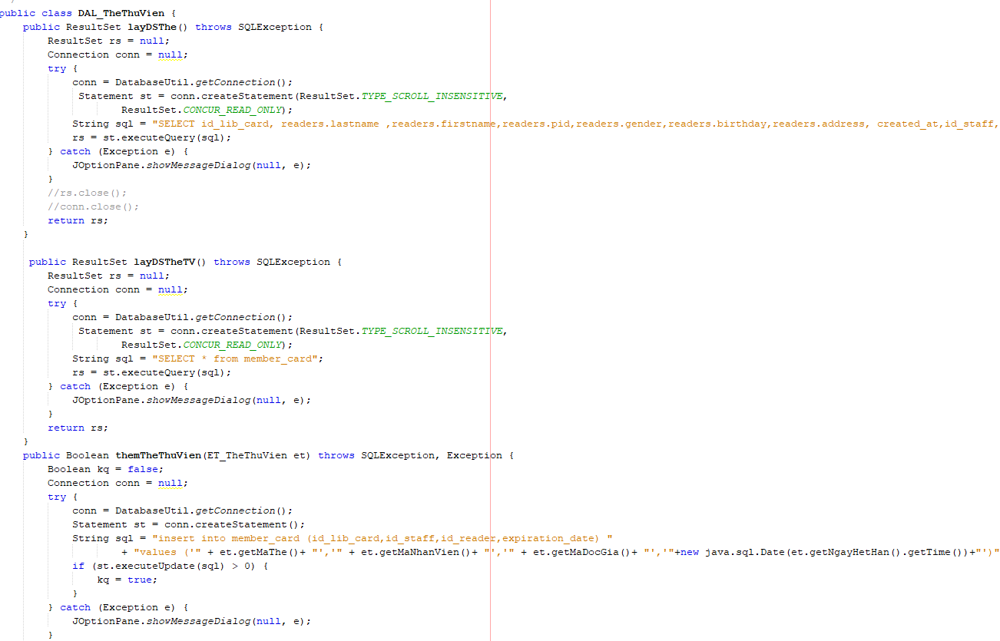 public class DAL_TheThuVien {
public ResultSet layDSThe() throws SQLException {
ResultSet rs = null;
Connection conn = null;
try {
conn = DatabaseUtil.getConnection();
Statement st = conn.createStatement(ResultSet.TYPE_SCROLL_INSENSITIVE,
ResultSet.CONCUR_READ_ONLY);
String sql = "SELECT id_lib_card, readers.lastname ,readers.firstname,readers.pid,readers.gender,readers.birthday,readers.address, created_at,id_staff,
rs = st.executeQuery(sql);
} catch (Exception e) {
JOptionPane.showMessageDialog(null, e);
}
//rs.close();
//conn.close();
return rs;
}
public ResultSet layDSTheTV() throws SQLException {
ResultSet rs = null;
Connection conn = null;
try {
conn = DatabaseUtil.getConnection();
Statement st = conn.createStatement(ResultSet.TYPE_SCROLL_INSENSITIVE,
ResultSet.CONCUR_READ_ONLY);
String sql = "SELECT * from member_card";
rs = st.executeQuery(sql);
} catch (Exception e) {
JOptionPane.showMessageDialog(null, e);
}
return rs;
}
public Boolean themTheThuVien(ET_TheThuVien et) throws SQLException, Exception {
Boolean kq = false;
Connection conn = null;
try {
conn = DatabaseUtil.getConnection();
Statement st = conn.createStatement();
String sql = "insert into member_card (id_lib_card,id_staff,id_reader,expiration_date) "
+ "values ('" + et.getMaThe()+ "','" + et.getMaNhanVien()+ "','" + et.getMaDocGia()+ "','"+new java.sql.Date(et.getNgayHetHan().getTime())+"')"
if (st.executeUpdate(sql) > 0) {
kq = true;
}
} catch (Exception e) {
JOptionPane.showMessageDialog(null, e);
}